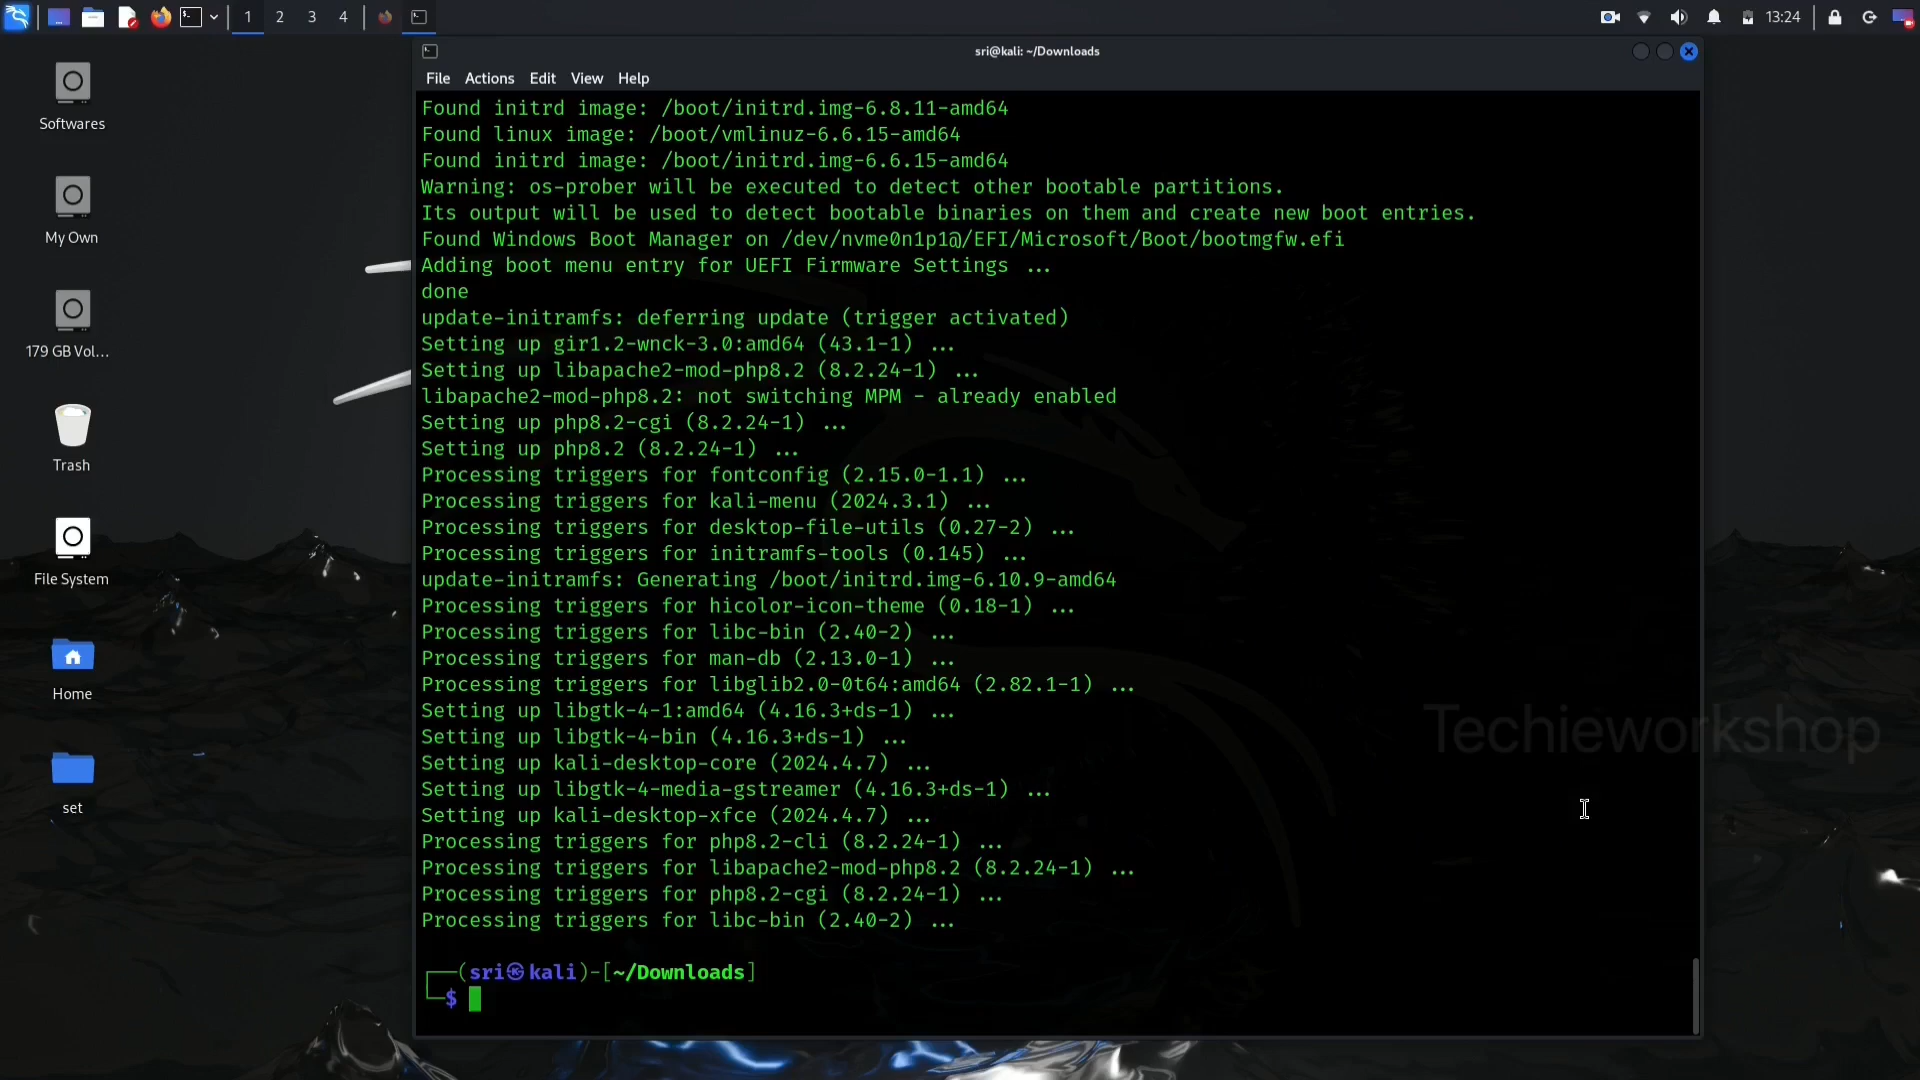 1 2 3 4
13:24
sri@kali: ~/Downloads
File Actions Edit View Help
Softwares
My Own
179 GB Vol...
Trash
File System
Home
set
Found initrd image: /boot/initrd.img-6.8.11-amd64
Found linux image: /boot/vmlinuz-6.6.15-amd64
Found initrd image: /boot/initrd.img-6.6.15-amd64
Warning: os-prober will be executed to detect other bootable partitions.
Its output will be used to detect bootable binaries on them and create new boot entries.
Found Windows Boot Manager on /dev/nvme0n1p1@/EFI/Microsoft/Boot/bootmgfw.efi
Adding boot menu entry for UEFI Firmware Settings ...
done
update-initramfs: deferring update (trigger activated)
Setting up gir1.2-wnck-3.0:amd64 (43.1-1) ...
Setting up libapache2-mod-php8.2 (8.2.24-1) ...
libapache2-mod-php8.2: not switching MPM - already enabled
Setting up php8.2-cgi (8.2.24-1) ...
Setting up php8.2 (8.2.24-1) ...
Processing triggers for fontconfig (2.15.0-1.1) ...
Processing triggers for kali-menu (2024.3.1) ...
Processing triggers for desktop-file-utils (0.27-2) ...
Processing triggers for initramfs-tools (0.145) ...
update-initramfs: Generating /boot/initrd.img-6.10.9-amd64
Processing triggers for hicolor-icon-theme (0.18-1) ...
Processing triggers for libc-bin (2.40-2) ...
Processing triggers for man-db (2.13.0-1) ...
Processing triggers for libglib2.0-0t64:amd64 (2.82.1-1) ...
Setting up libgtk-4-1:amd64 (4.16.3+ds-1) ...
Setting up libgtk-4-bin (4.16.3+ds-1) ...
Setting up kali-desktop-core (2024.4.7) ...
Setting up libgtk-4-media-gstreamer (4.16.3+ds-1) ...
Setting up kali-desktop-xfce (2024.4.7) ...
Processing triggers for php8.2-cli (8.2.24-1) ...
Processing triggers for libapache2-mod-php8.2 (8.2.24-1) ...
Processing triggers for php8.2-cgi (8.2.24-1) ...
Processing triggers for libc-bin (2.40-2) ...
┌──(sri㉿kali)-[~/Downloads]
└─$
Techieworkshop